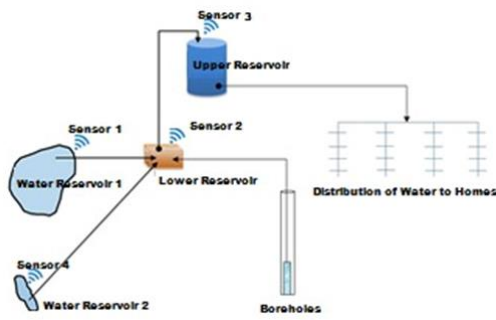 Sensor 3
Upper Reservoir
Sensor 1
Sensor 2
Water Reservoir 1
Lower Reservoir
Distribution of Water to Homes
Sensor 4
Water Reservoir 2
Boreholes